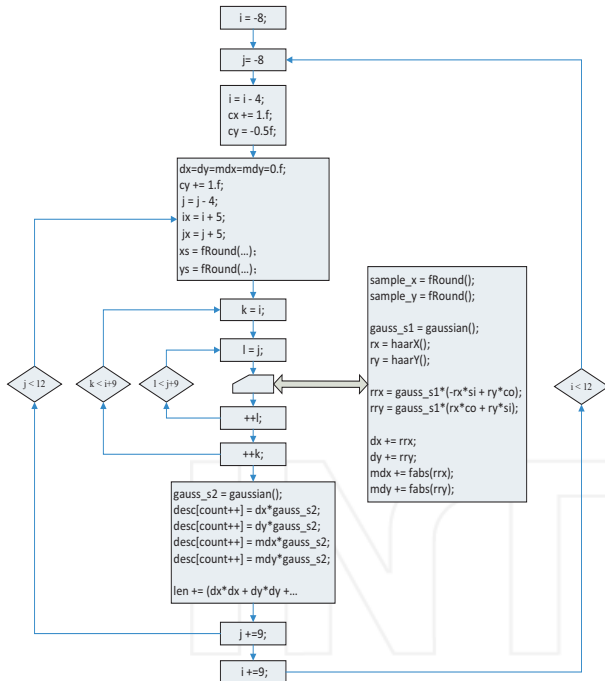 i = -8;
j= -8
i = i - 4;
cx += 1.f;
cy = -0.5f;
dx=dy=mdx=mdy=0.f;
cy += 1.f;
j = j - 4;
ix = i + 5;
jx = j + 5;
xs = fRound(...);
ys = fRound(...);
k = i;
l = j;
++l;
++k;
j < 12
k < i+9
l < j+9
i < 12
sample_x = fRound();
sample_y = fRound();
gauss_s1 = gaussian();
rx = haarX();
ry = haarY();
rrx = gauss_s1*(-rx*si + ry*co);
rry = gauss_s1*(rx*co + ry*si);
dx += rrx;
dy += rry;
mdx += fabs(rrx);
mdy += fabs(rry);
gauss_s2 = gaussian();
desc[count++] = dx*gauss_s2;
desc[count++] = dy*gauss_s2;
desc[count++] = mdx*gauss_s2;
desc[count++] = mdy*gauss_s2;
len += (dx*dx + dy*dy +...
j +=9;
i +=9;
INT